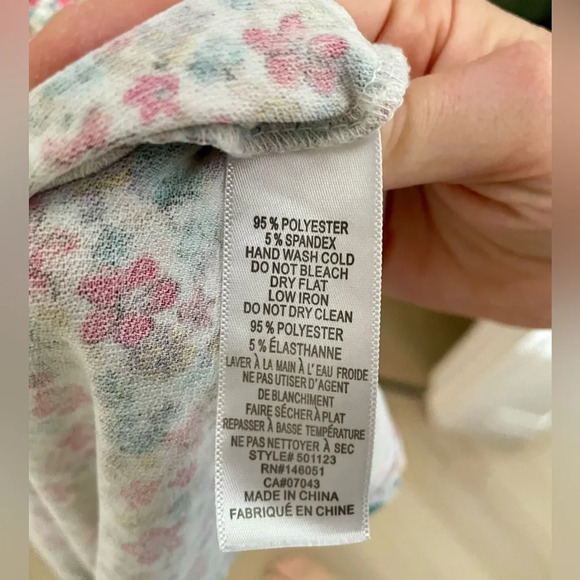 95% POLYESTER
5% SPANDEX
HAND WASH COLD
DO NOT BLEACH
DRY FLAT
LOW IRON
DO NOT DRY CLEAN
95% POLYESTER
5% ÉLASTHANNE
LAVER À LA MAIN À L'EAU FROIDE
NE PAS UTISER D'AGENT
DE BLANCHIMENT
FAIRE SÉCHER À PLAT
REPASSER À BASSE TEMPÉRATURE
NE PAS NETTOYER À SEC
STYLE# 501123
RN#146051
CA#07043
MADE IN CHINA
FABRIQUÉ EN CHINE